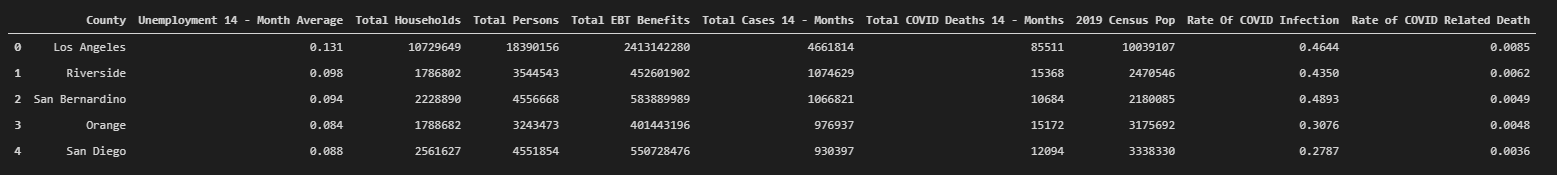 County Unemployment 14 - Month Average Total Households Total Persons Total EBT Benefits Total Cases 14 - Months Total COVID Deaths 14 - Months 2019 Census Pop Rate Of COVID Infection Rate of COVID Related Death
0 Los Angeles 0.131 10729649 18390156 2413142280 4661814 85511 10039107 0.4644 0.0085
1 Riverside 0.098 1786802 3544543 452601902 1074629 15368 2470546 0.4350 0.0062
2 San Bernardino 0.094 2228890 4556668 583889989 1066821 10684 2180085 0.4893 0.0049
3 Orange 0.084 1788682 3243473 401443196 976937 15172 3175692 0.3076 0.0048
4 San Diego 0.088 2561627 4551854 550728476 930397 12094 3338330 0.2787 0.0036